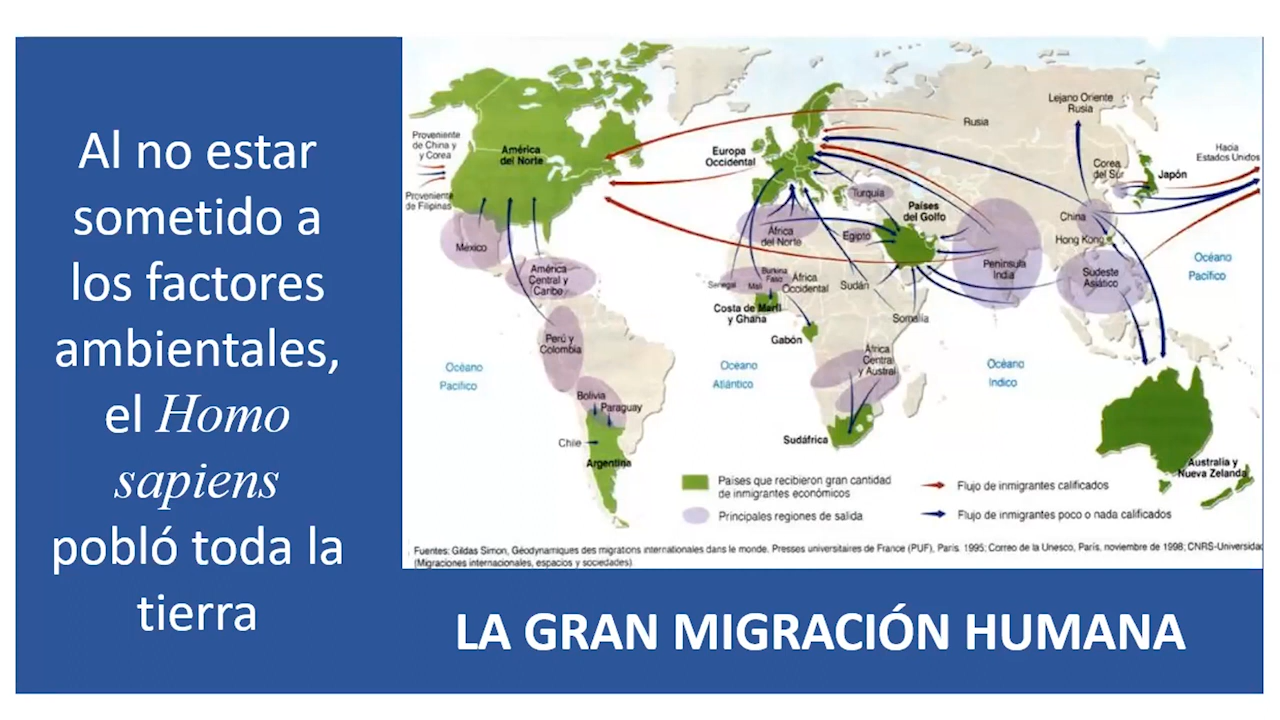 Al no estar
sometido a
los factores
ambientales,
el Homo
sapiens
pobló toda la
tierra
Proveniente
de China y
y Corea
Proveniente
de Filipinas
América
del Norte
México
América
Central y
Caribe
Perú y
Colombia
Bolivia
Paraguay
Chile
Argentina
Océano
Pacífico
Europa
Occidental
Rusia
Lejano Oriente
Rusia
Corea
del Sur
Japón
Hacia
Estados Unidos
Turquía
Países
del Golfo
China
Hong Kong
África
del Norte
Egipto
Península
India
Sudeste
Asiático
Océano
Pacífico
Senegal
Mali
Burkina
Faso
África
Occidental
Sudán
Costa de Marfil
y Ghana
Somalia
Gabón
África
Central
y Austral
Océano
Atlántico
Océano
Indico
Sudáfrica
Australia y
Nueva Zelanda
Países que recibieron gran cantidad
de inmigrantes económicos
Principales regiones de salida
Flujo de inmigrantes calificados
Flujo de inmigrantes poco o nada calificados
Fuentes: Gildas Simon, Géodynamiques des migratons internationales dans le monde. Presses universitaires de France (PUF), París. 1995; Correo de la Unesco, París, noviembre de 1998; CNRS-Universidad
(Migraciones internacionales, espacios y sociedades)
LA GRAN MIGRACIÓN HUMANA